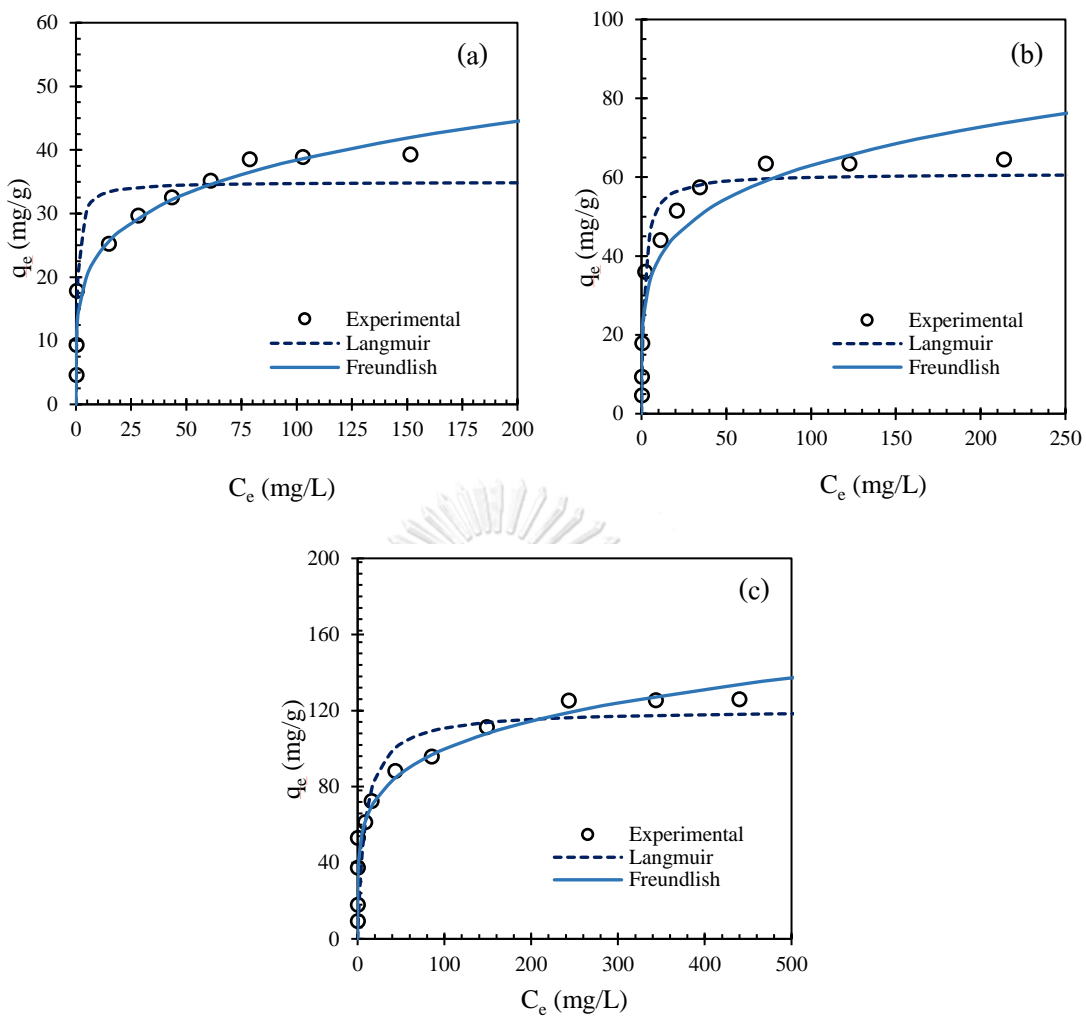 (a)
60
50
40
30
20
10
0
qe (mg/g)
Experimental
Langmuir
Freundlish
0 25 50 75 100 125 150 175 200
Ce (mg/L)
(b)
100
80
60
40
20
0
qe (mg/g)
Experimental
Langmuir
Freundlish
0 50 100 150 200 250
Ce (mg/L)
(c)
200
160
120
80
40
0
qe (mg/g)
Experimental
Langmuir
Freundlish
0 100 200 300 400 500
Ce (mg/L)